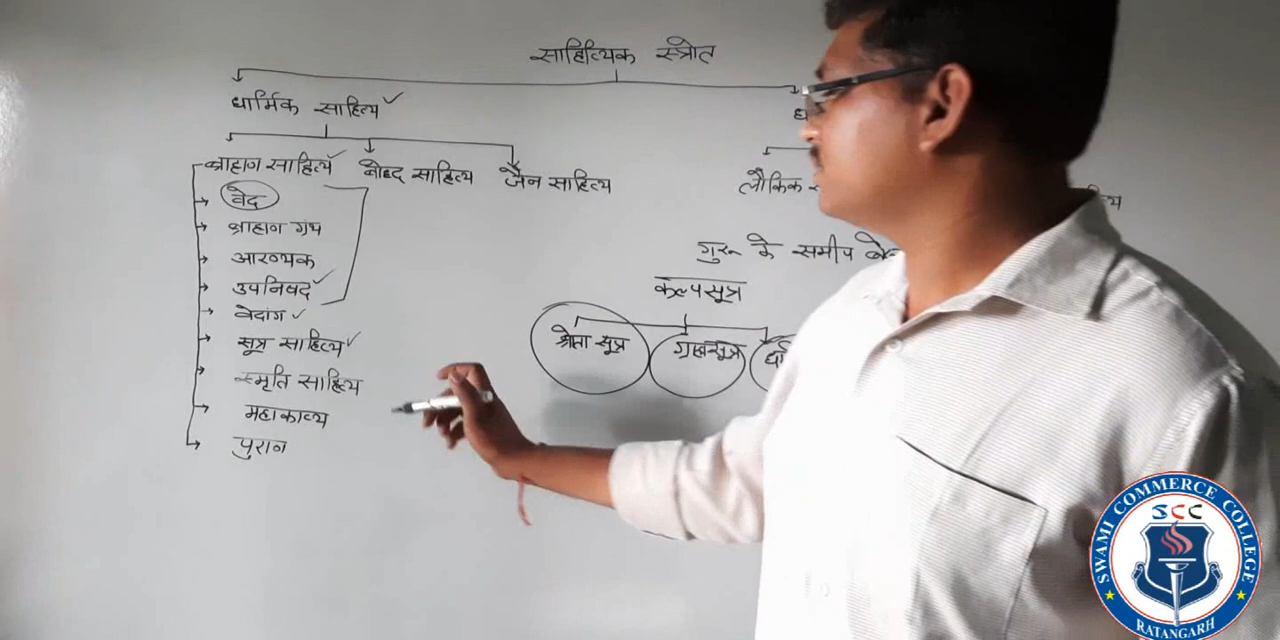 साहित्यिक स्त्रोत
धार्मिक साहित्य
ब्राह्मण साहित्य बौद्ध साहित्य जैन साहित्य
लौकिक
वेद
ब्राह्मण ग्रंथ
आरण्यक
उपनिषद
वेदांग
सूत्र साहित्य
स्मृति साहित्य
महाकाव्य
पुरान
गुरू के समीप
कल्पसूत्र
श्रोता सूत्र गृह्यसूत्र
SWAMI COMMERCE COLLEGE
SCC
RATANGARH